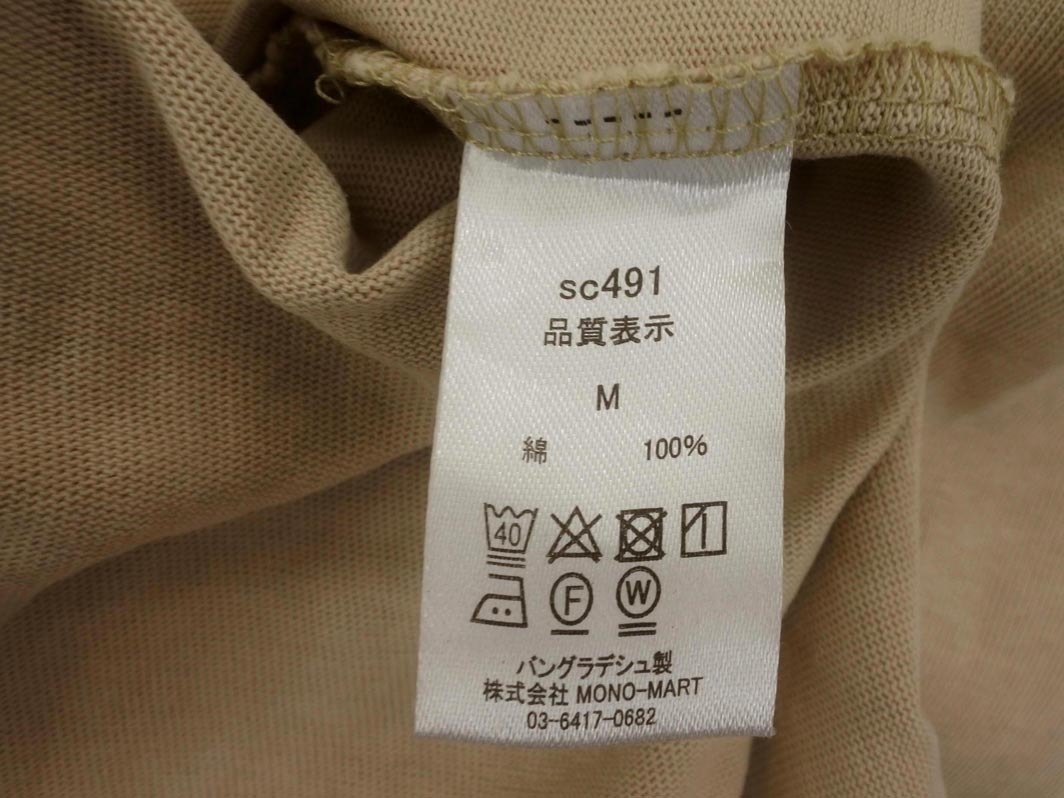 sc491
品質表示
M
綿 100%
40
F W
バングラデシュ製
株式会社 MONO-MART
03-6417-0682